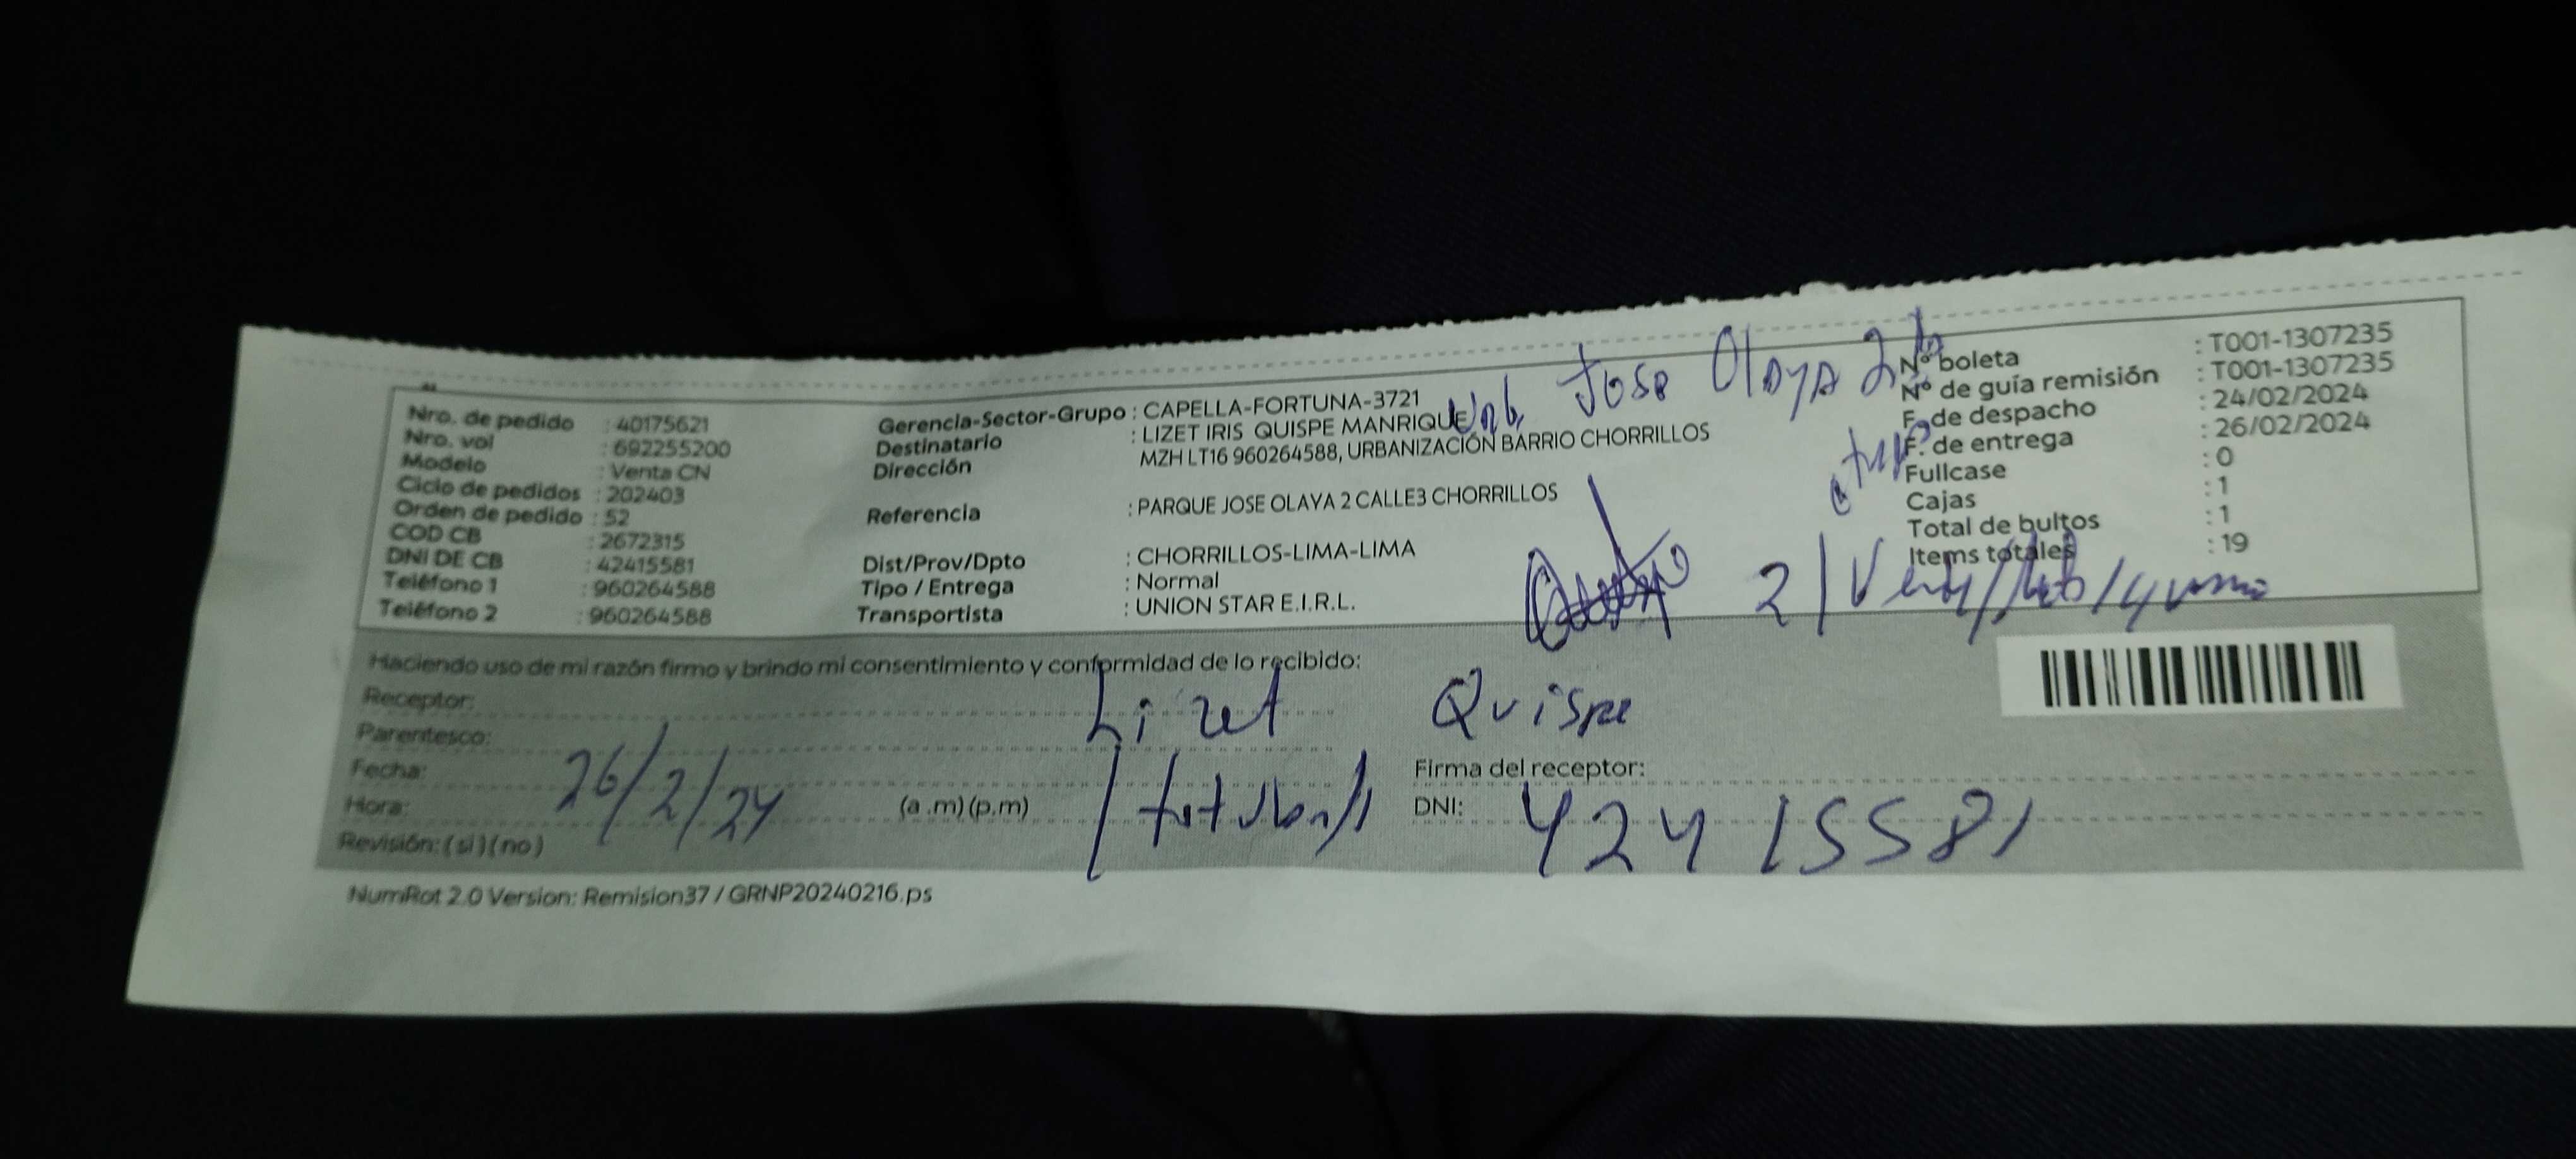 Nro. de pedido : 40175621
Nro. vol : 692255200
Modelo : Venta CN
Ciclo de pedidos : 202403
Orden de pedido : 52
COD CB : 2672315
DNI DE CB : 42415581
Teléfono 1 : 960264588
Teléfono 2 : 960264588
Gerencia-Sector-Grupo : CAPELLA-FORTUNA-3721
Destinatario : LIZET IRIS QUISPE MANRIQUE
Dirección MZH LT16 960264588, URBANIZACIÓN BARRIO CHORRILLOS
Referencia : PARQUE JOSE OLAYA 2 CALLE3 CHORRILLOS
Dist/Prov/Dpto : CHORRILLOS-LIMA-LIMA
Tipo / Entrega : Normal
Transportista : UNION STAR E.I.R.L.
Urb Jose Olaya 2
Nº boleta : T001-1307235
Nº de guía remisión : T001-1307235
F. de despacho : 24/02/2024
F. de entrega : 26/02/2024
Fullcase : 0
Cajas : 1
Total de bultos : 1
Items totales : 19
2/
Haciendo uso de mi razón firmo y brindo mi consentimiento y conformidad de lo recibido:
Receptor: Lizet Quispe
Parentesco:
Fecha: 26/2/24
Hora: (a .m) (p.m)
Revisión: ( si ) ( no )
Firma del receptor:
DNI: 42415581
NumRot 2.0 Version: Remision37 / GRNP20240216.ps